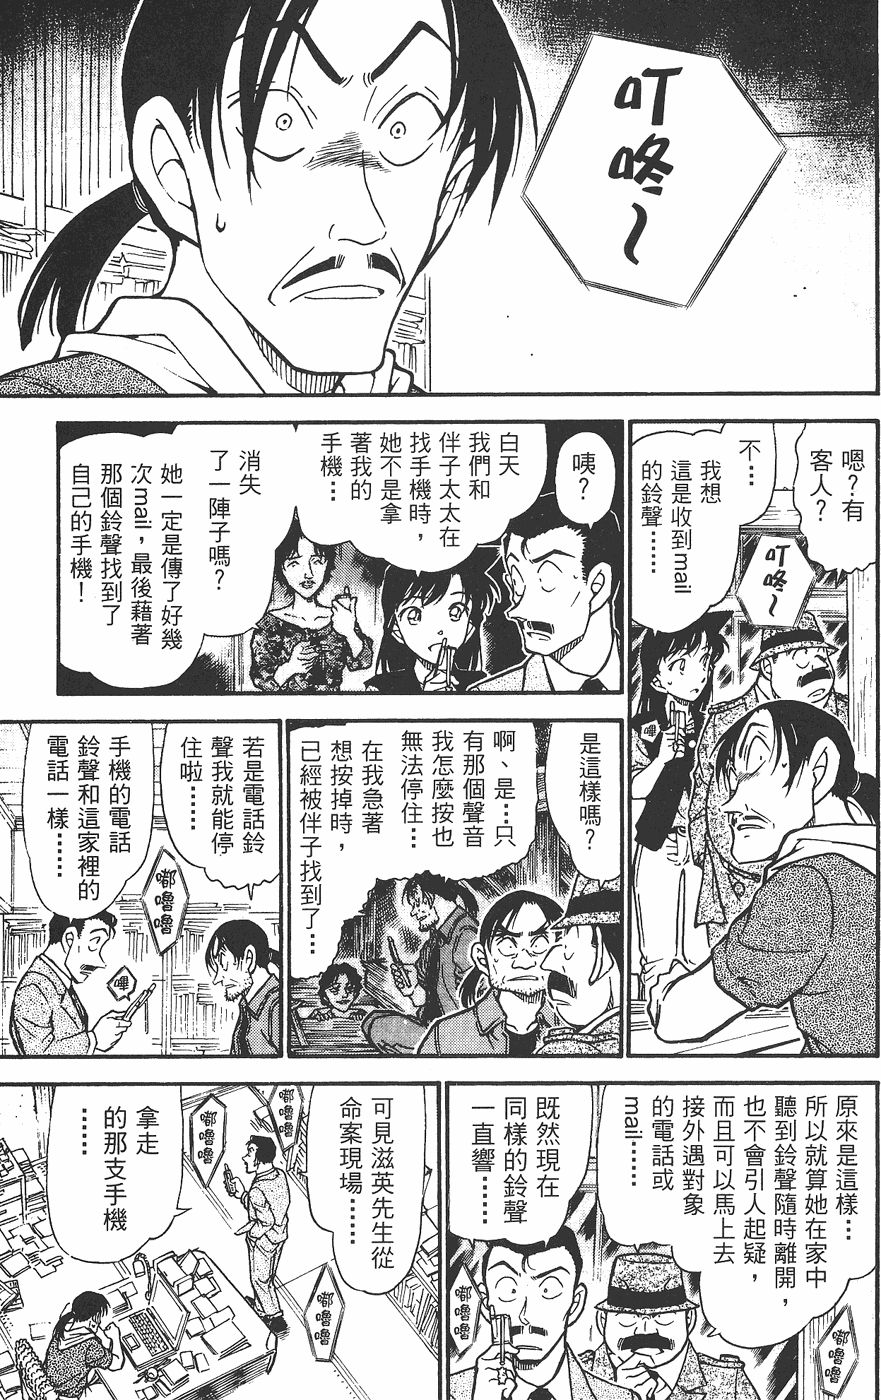 叮咚～
嗯？有
客人？
叮咚～
不…
我想
這是收到mail
的鈴聲……
嗶
咦？
白天
我們和
伴子太太在
找手機時，
她不是拿
著我的
手機…
消失
了一陣子嗎？
她一定是傳了好幾
次mail，最後藉著
那個鈴聲找到了
自己的手機！
是這樣嗎？
啊、是…只
有那個聲音
我怎麼按也
無法停住…
在我急著
想按掉時，
已經被伴子找到了…
若是電話鈴
聲我就能停
住啦……
嘟嚕嚕
手機的電話
鈴聲和這家裡的
電話一樣……
嗶
原來是這樣…
所以就算她在家中
聽到鈴聲隨時離開，
也不會引人起疑，
而且可以馬上去
接外遇對象
的電話或
mail……
嘟嚕嚕
既然現在
同樣的鈴聲
一直響……
嘟嚕嚕
可見滋英先生從
命案現場……
嘟嚕嚕
嘟嚕嚕
嘟嚕嚕
拿走
的那支手機
……